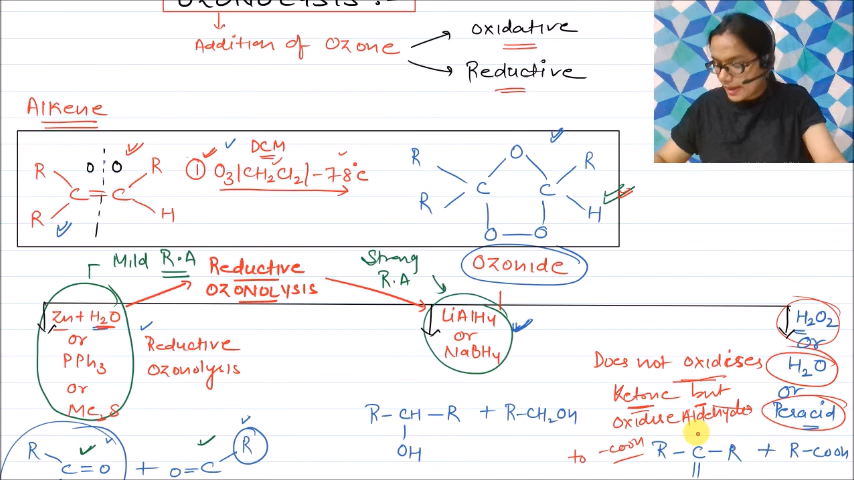 OZONOLYSIS :-
Addition of Ozone
Oxidative
Reductive
Alkene
R O O R
C = C
R H
① O3|CH2Cl2|-78°C
DCM
O
R R
C C
R H
O — O
Ozonide
Mild R.A
Reductive
OZONOLYSIS
Strong
R.A
Zn + H2O
or
PPh3
or
Me2S
Reductive
Ozonolysis
LiAlH4
or
NaBH4
H2O2
or
H2O
or
Peracid
Does not oxidises
Ketone but
oxidise Aldehydes
to -COOH
R-CH-R + R-CH2OH
OH
R-C-R + R-COOH
R
C=O + O=C
R